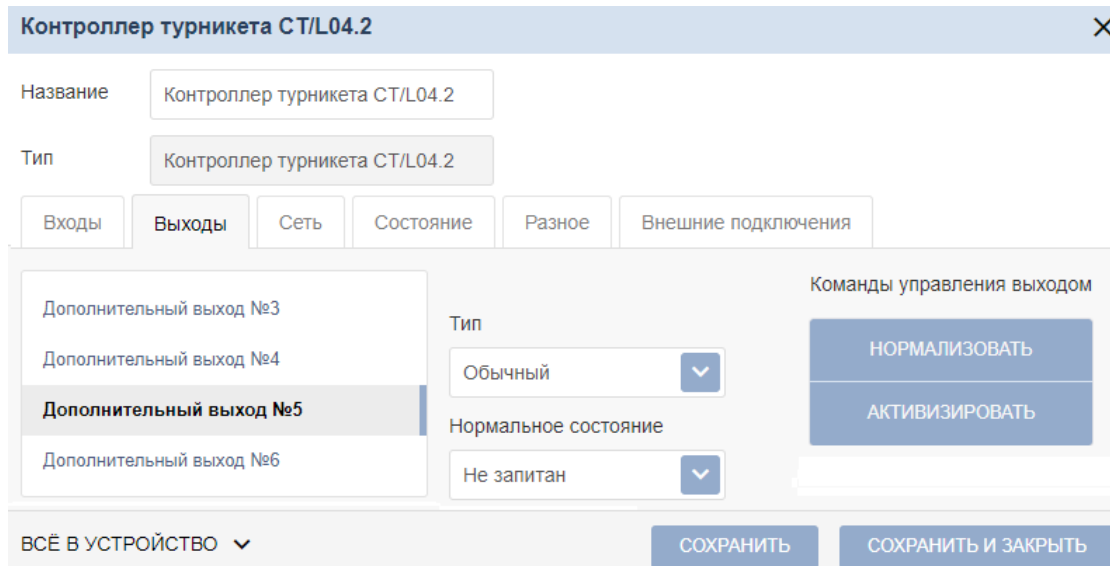 Контроллер турникета CT/L04.2
Название
Контроллер турникета CT/L04.2
Тип
Контроллер турникета CT/L04.2
Входы
Выходы
Сеть
Состояние
Разное
Внешние подключения
Дополнительный выход №3
Дополнительный выход №4
Дополнительный выход №5
Дополнительный выход №6
Тип
Обычный
Нормальное состояние
Не запитан
Команды управления выходом
НОРМАЛИЗОВАТЬ
АКТИВИЗИРОВАТЬ
ВСЁ В УСТРОЙСТВО
СОХРАНИТЬ
СОХРАНИТЬ И ЗАКРЫТЬ